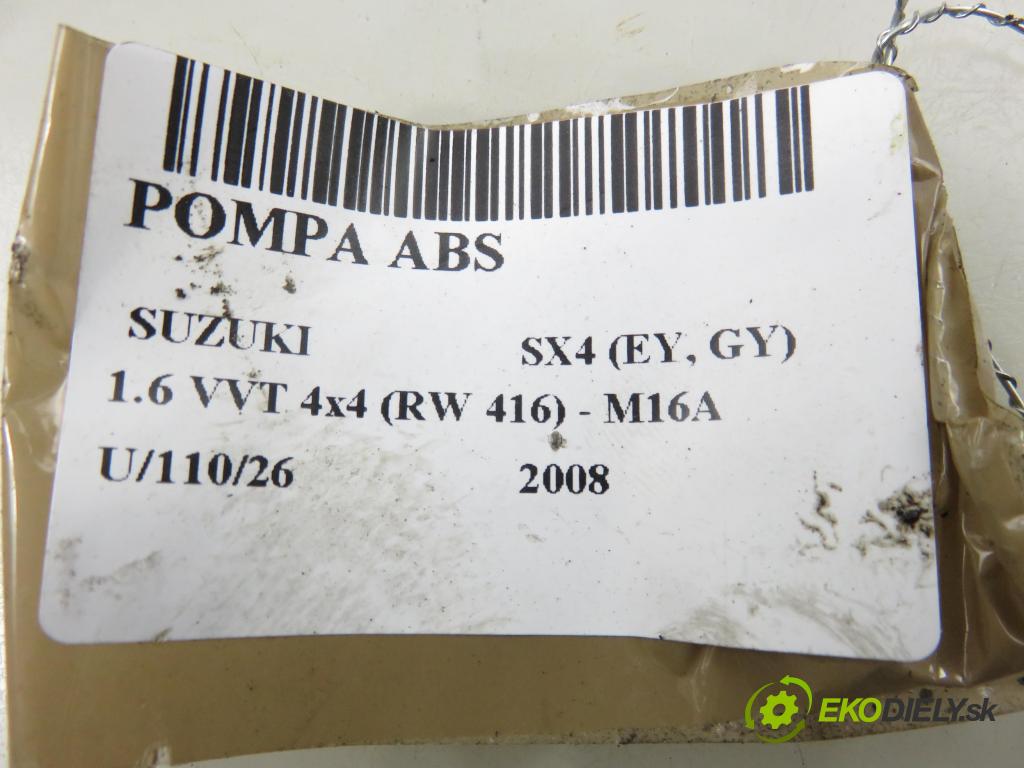 POMPA ABS
SUZUKI SX4 (EY, GY)
1.6 VVT 4x4 (RW 416) - M16A
U/110/26 2008
EKODIELY.sk